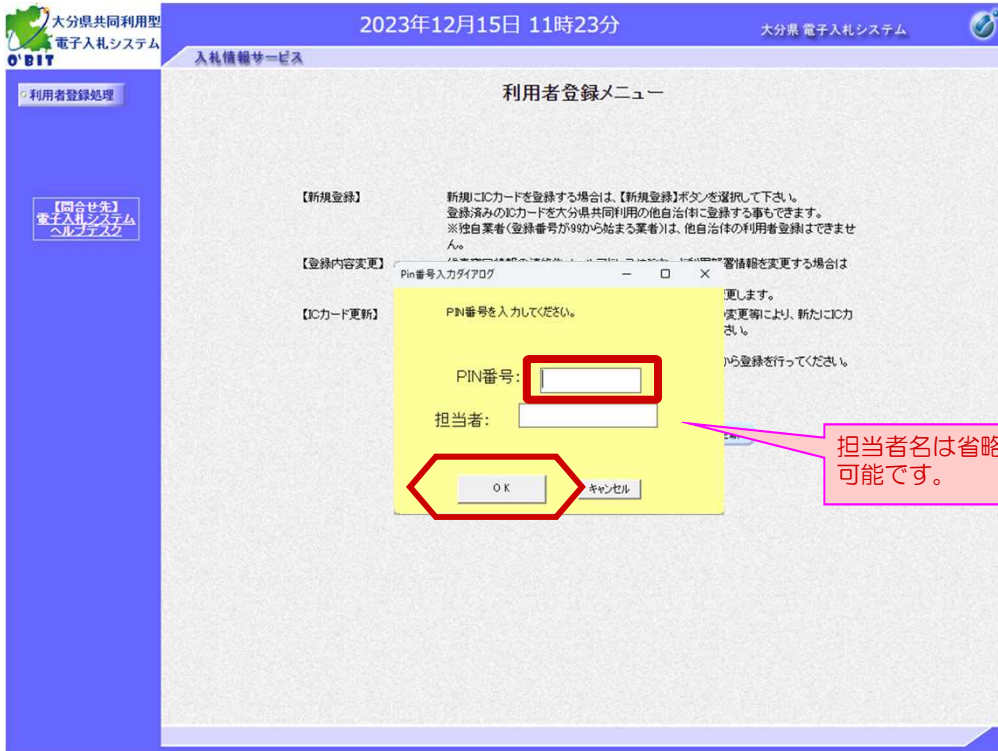 大分県共同利用型
電子入札システム
O'BIT
2023年12月15日 11時23分
大分県 電子入札システム
入札情報サービス
利用者登録処理
利用者登録メニュー
【問合せ先】
電子入札システム
ヘルプデスク
【新規登録】
新規にICカードを登録する場合は、【新規登録】ボタンを選択して下さい。
登録済みのICカードを大分県共同利用の他自治体に登録する事もできます。
※独自業者(登録番号が99から始まる業者)は、他自治体の利用者登録はできませ
ん。
【登録内容変更】
署情報を変更する場合は
更します。
【ICカード更新】
変更等により、新たにICカ
さい。
から登録を行ってください。
Pin番号入力ダイアログ
PIN番号を入力してください。
PIN番号:
担当者:
OK
キャンセル
担当者名は省略
可能です。